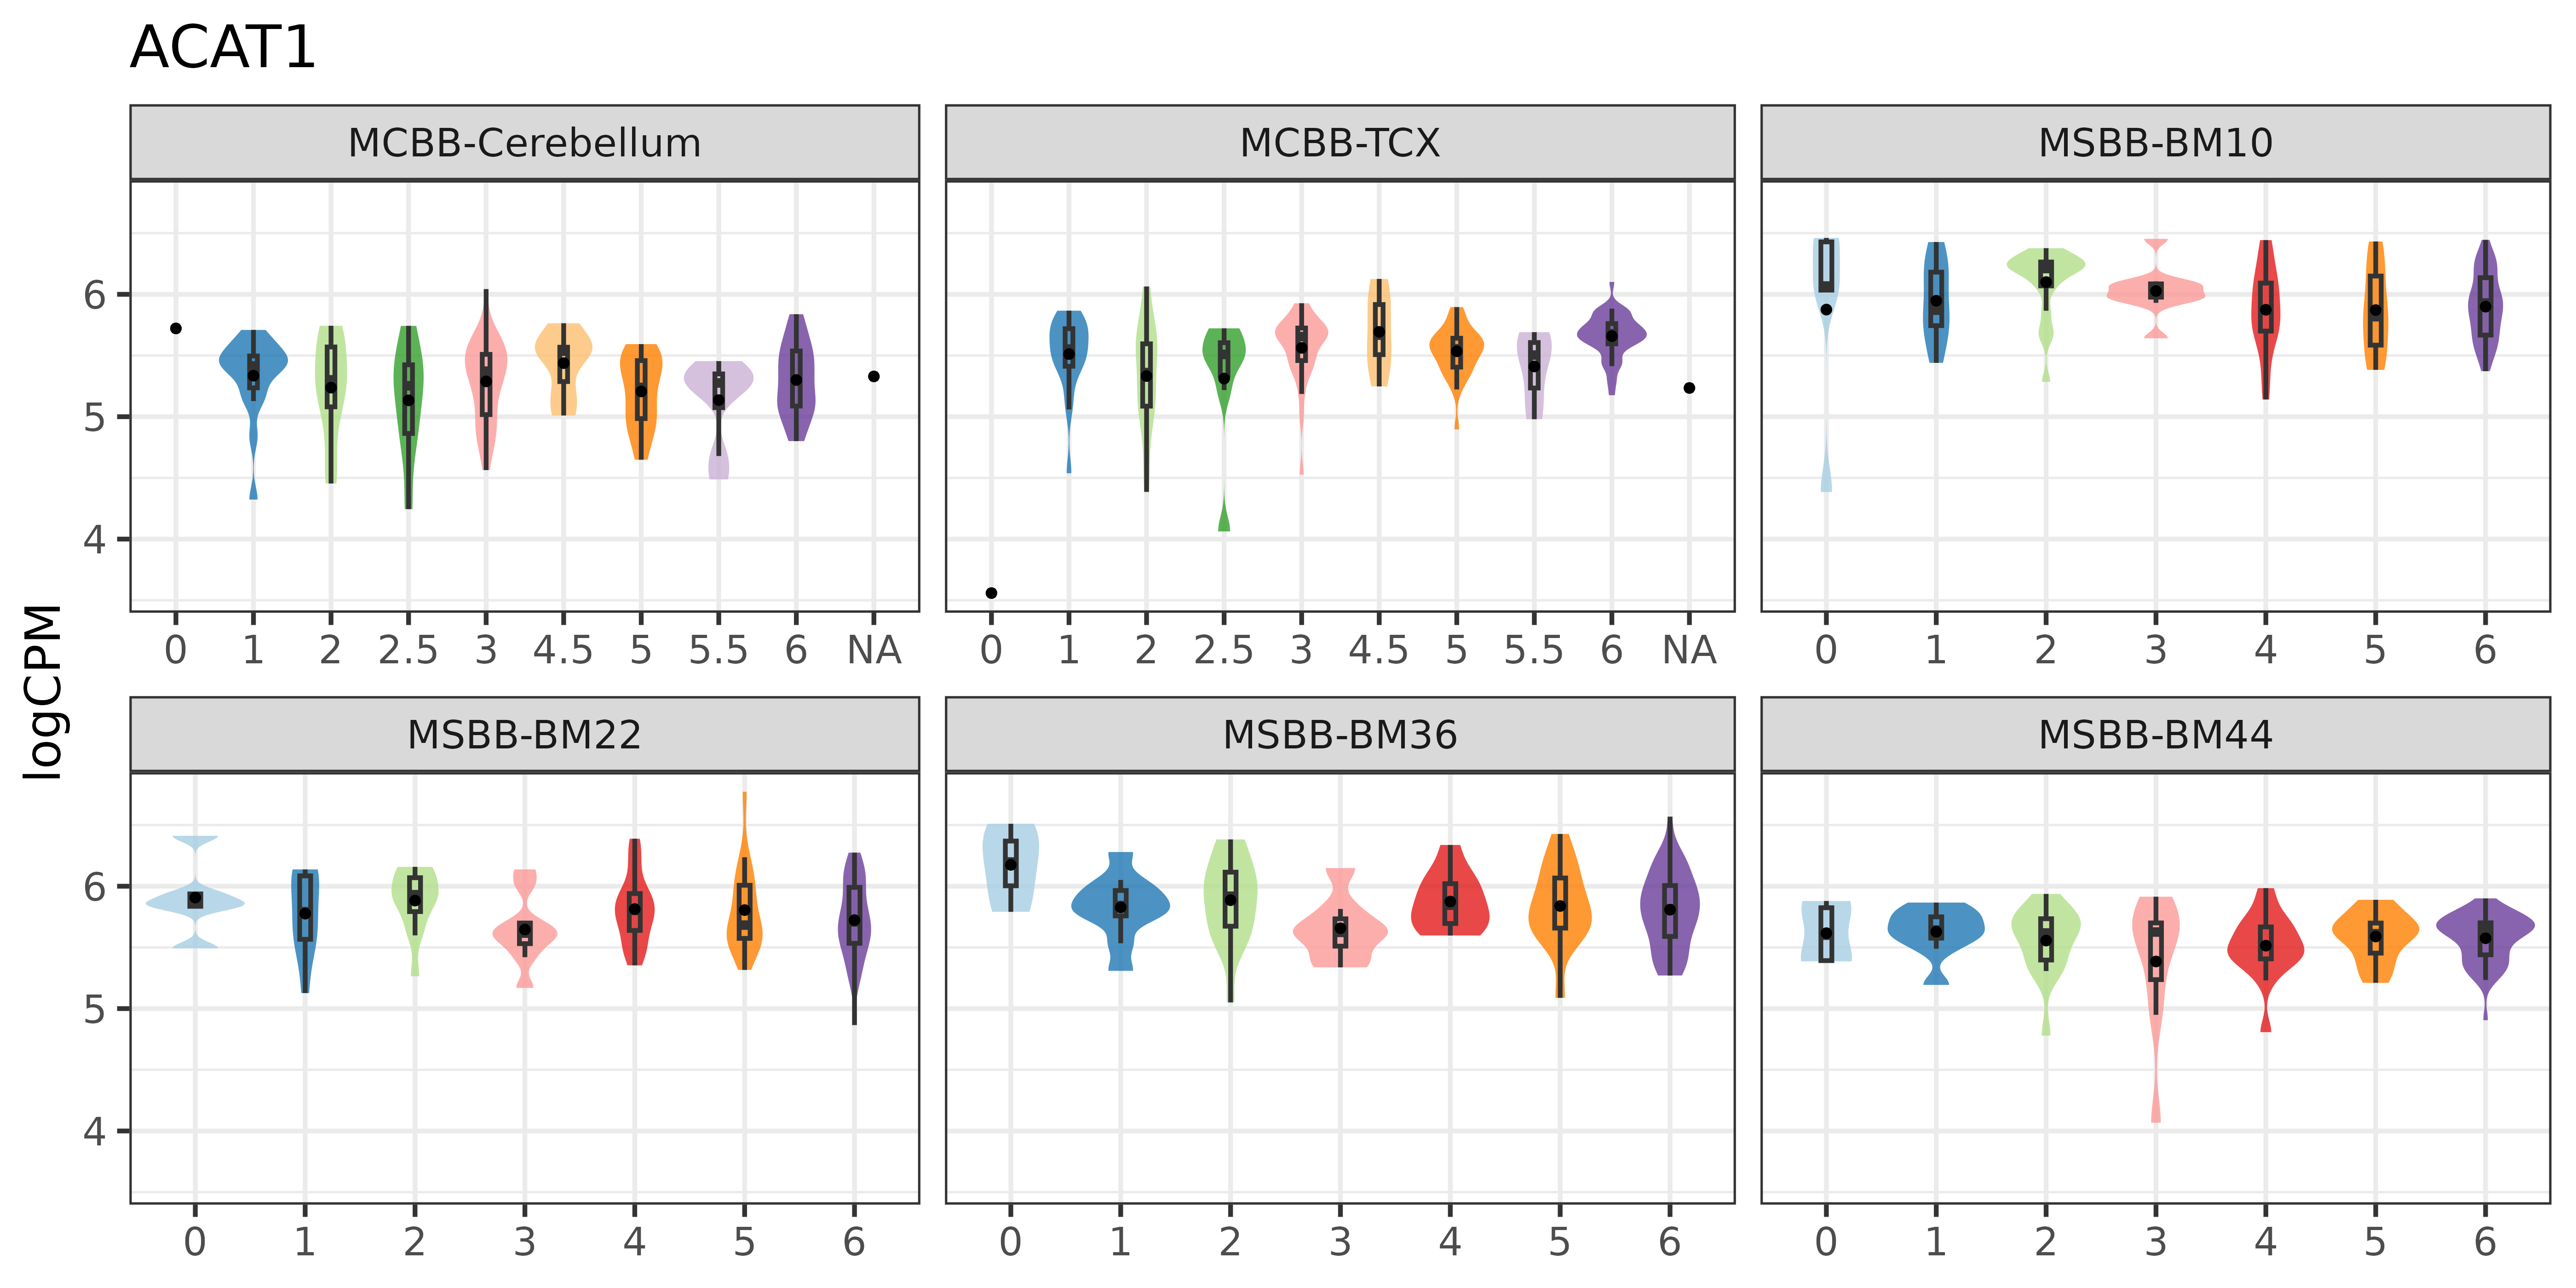 ACAT1
MCBB-Cerebellum MCBB-TCX MSBB-BM10
6
5
4
0 1 2 2.5 3 4.5 5 5.5 6 NA 0 1 2 2.5 3 4.5 5 5.5 6 NA 0 1 2 3 4 5 6
logCPM
MSBB-BM22 MSBB-BM36 MSBB-BM44
6
5
4
0 1 2 3 4 5 6 0 1 2 3 4 5 6 0 1 2 3 4 5 6